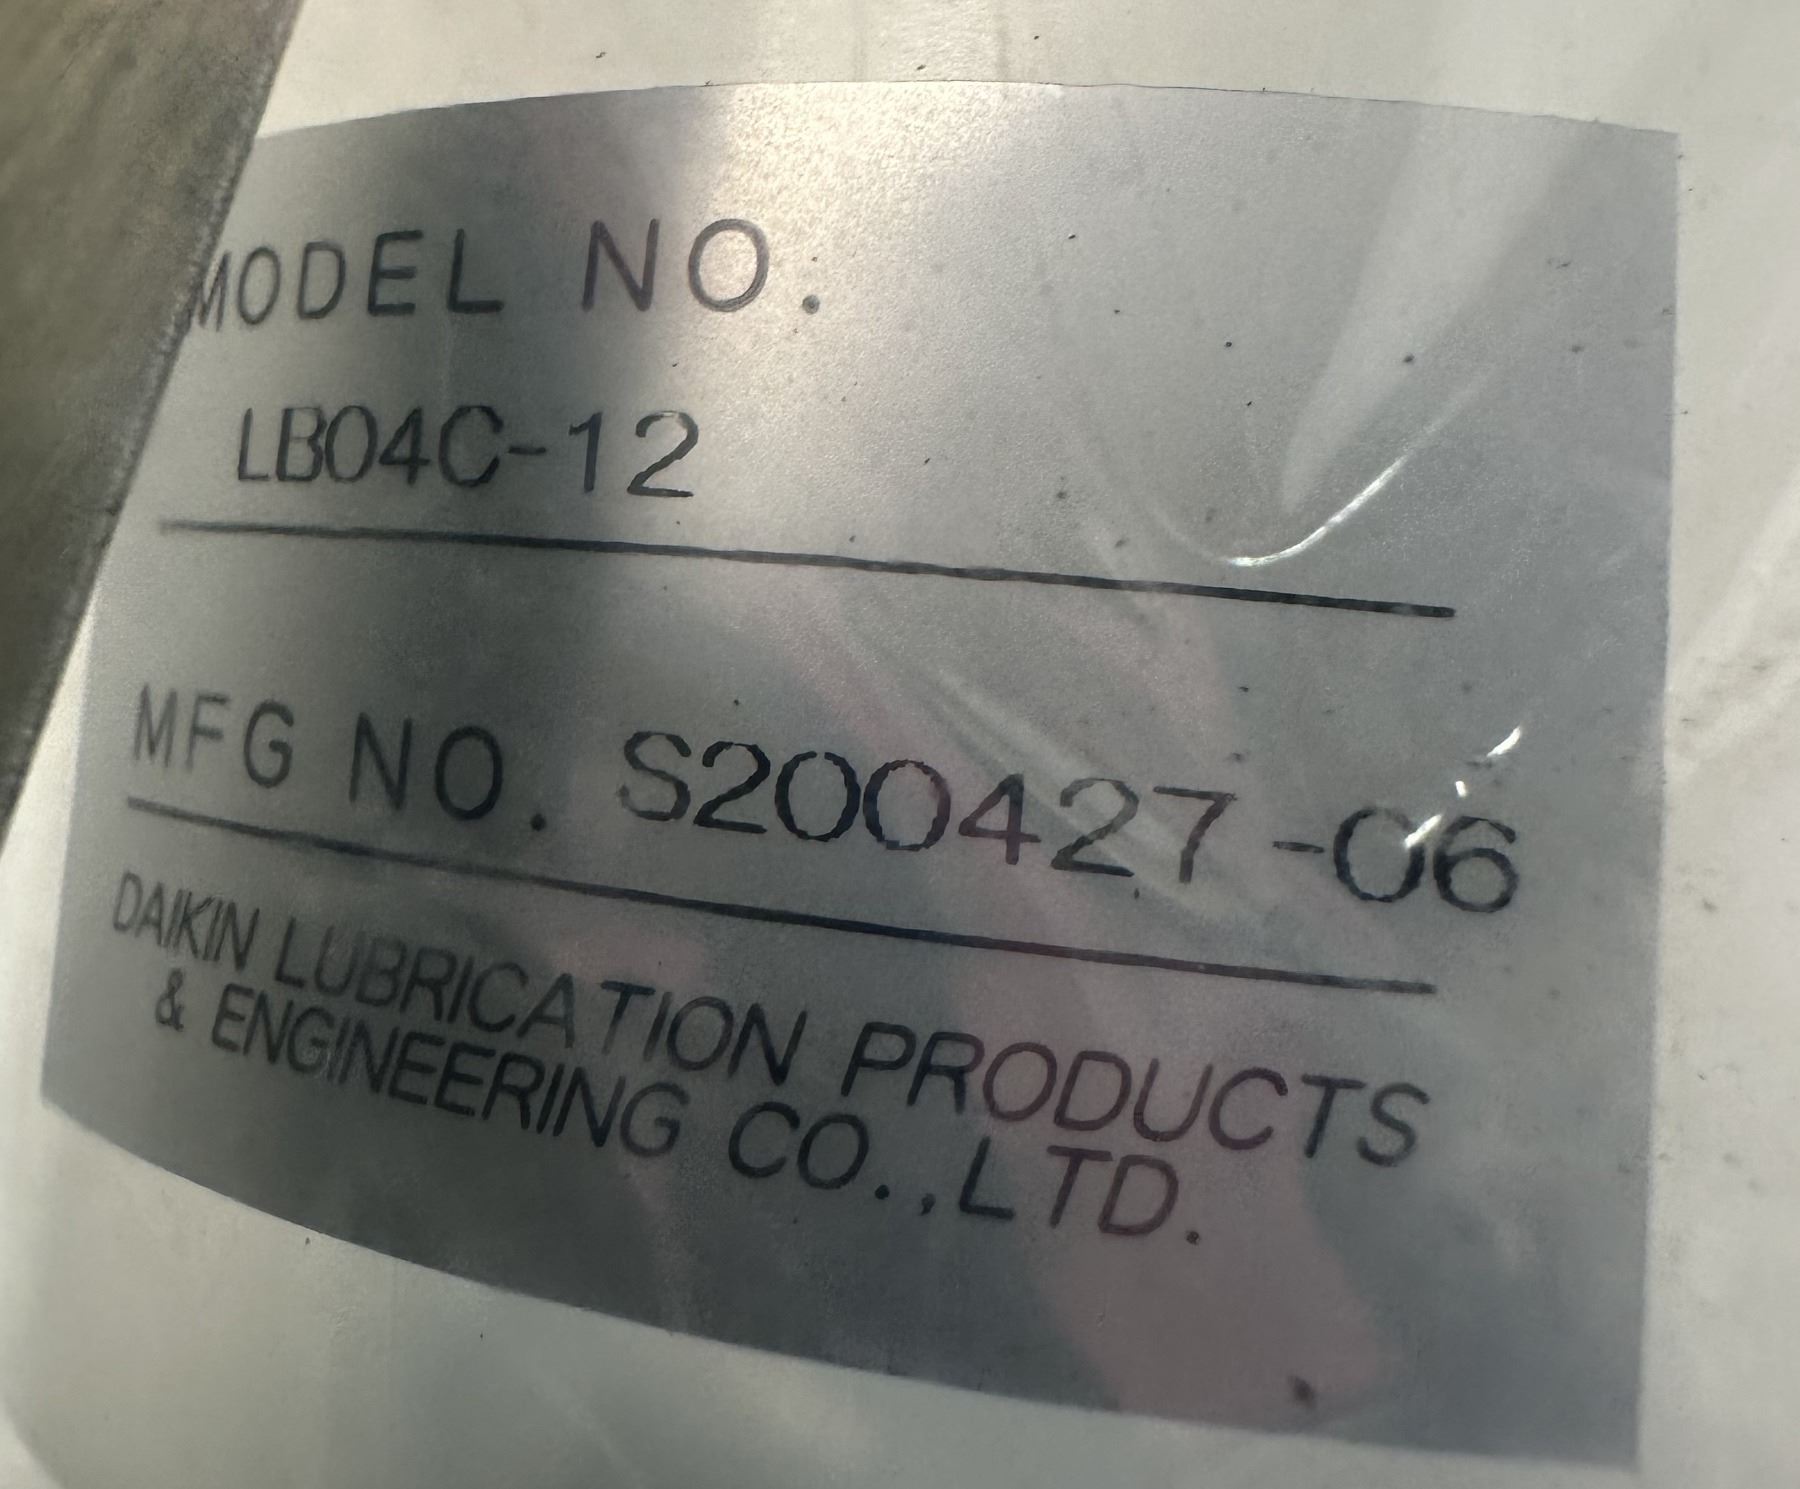 MODEL NO.
LB04C-12
MFG NO. S200427-06
DAIKIN LUBRICATION PRODUCTS
& ENGINEERING CO.,LTD.